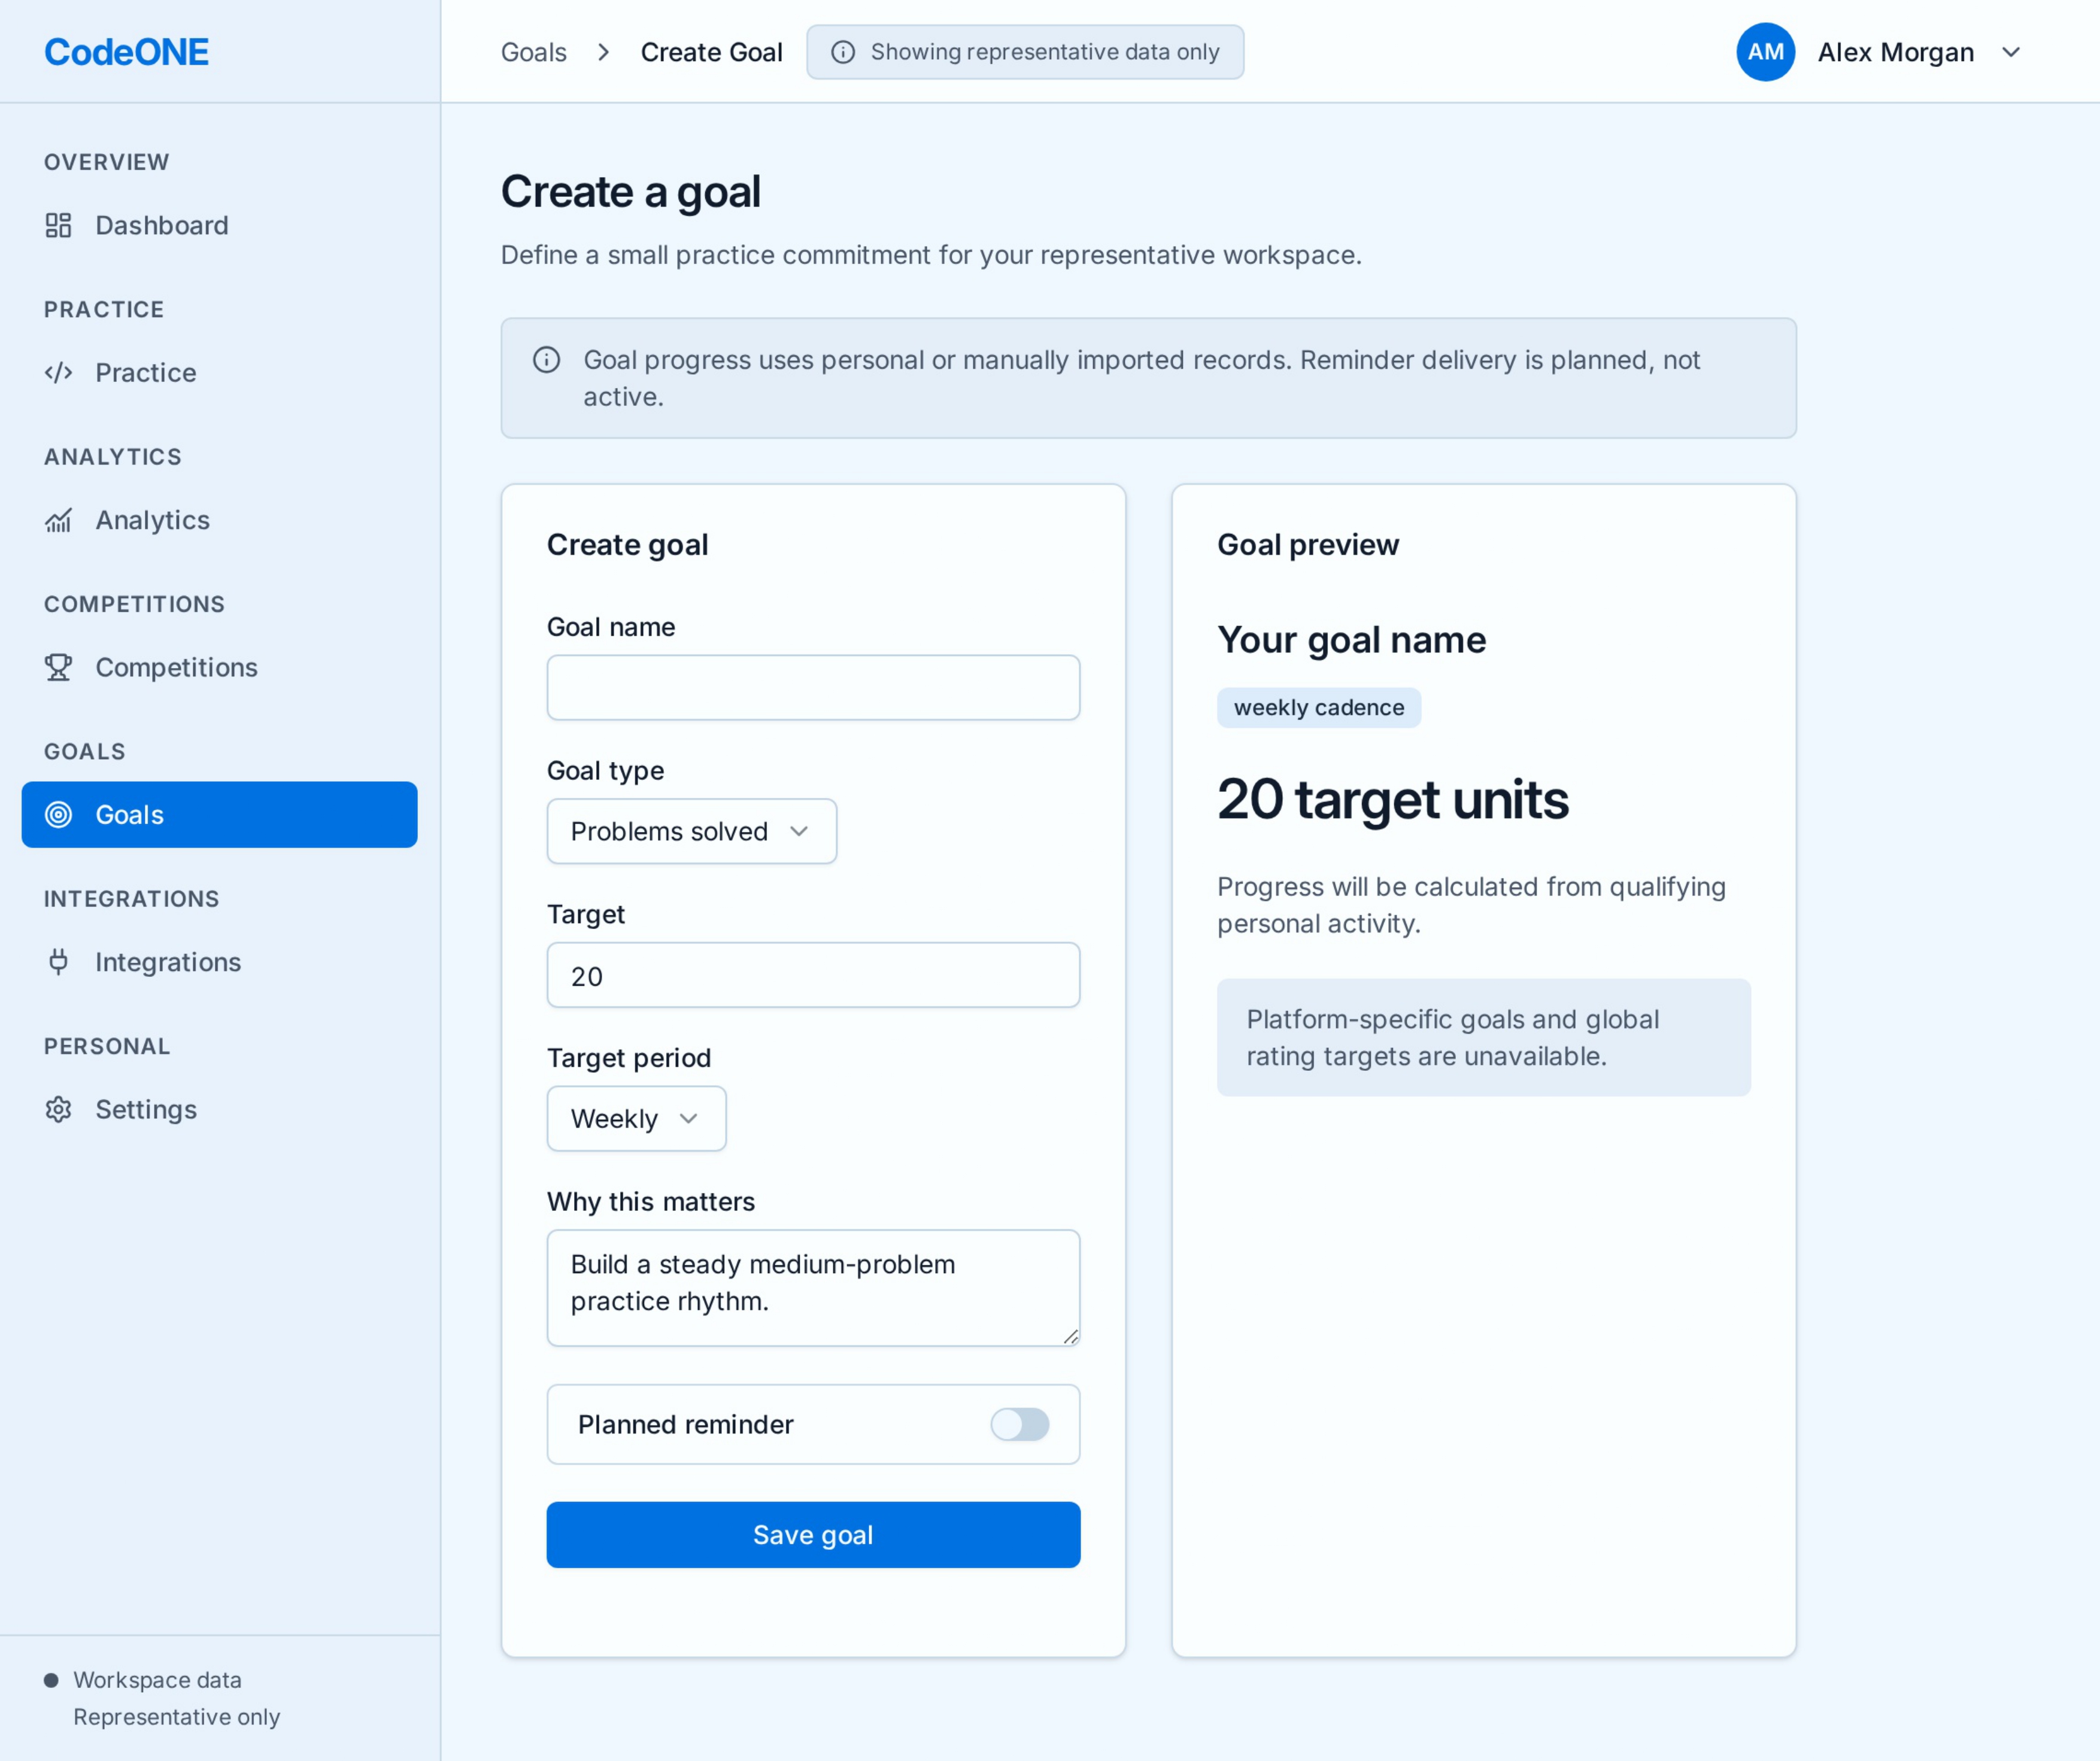 CodeONE
Goals
Create Goal
Showing representative data only
AM
Alex Morgan
OVERVIEW
Dashboard
PRACTICE
Practice
ANALYTICS
Analytics
COMPETITIONS
Competitions
GOALS
Goals
INTEGRATIONS
Integrations
PERSONAL
Settings
Workspace data
Representative only
Create a goal
Define a small practice commitment for your representative workspace.
Goal progress uses personal or manually imported records. Reminder delivery is planned, not
active.
Create goal
Goal name
Goal type
Problems solved
Target
20
Target period
Weekly
Why this matters
Build a steady medium-problem
practice rhythm.
Planned reminder
Save goal
Goal preview
Your goal name
weekly cadence
20 target units
Progress will be calculated from qualifying
personal activity.
Platform-specific goals and global
rating targets are unavailable.